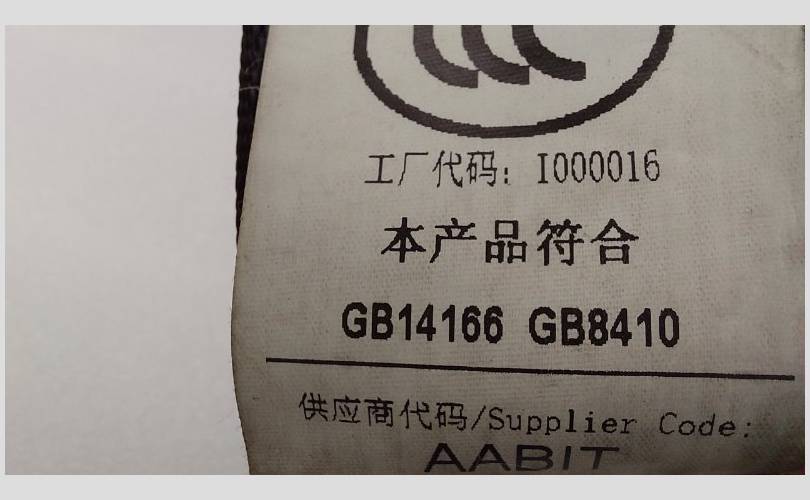 工厂代码: I000016
本产品符合
GB14166 GB8410
供应商代码/Supplier Code:
AABIT